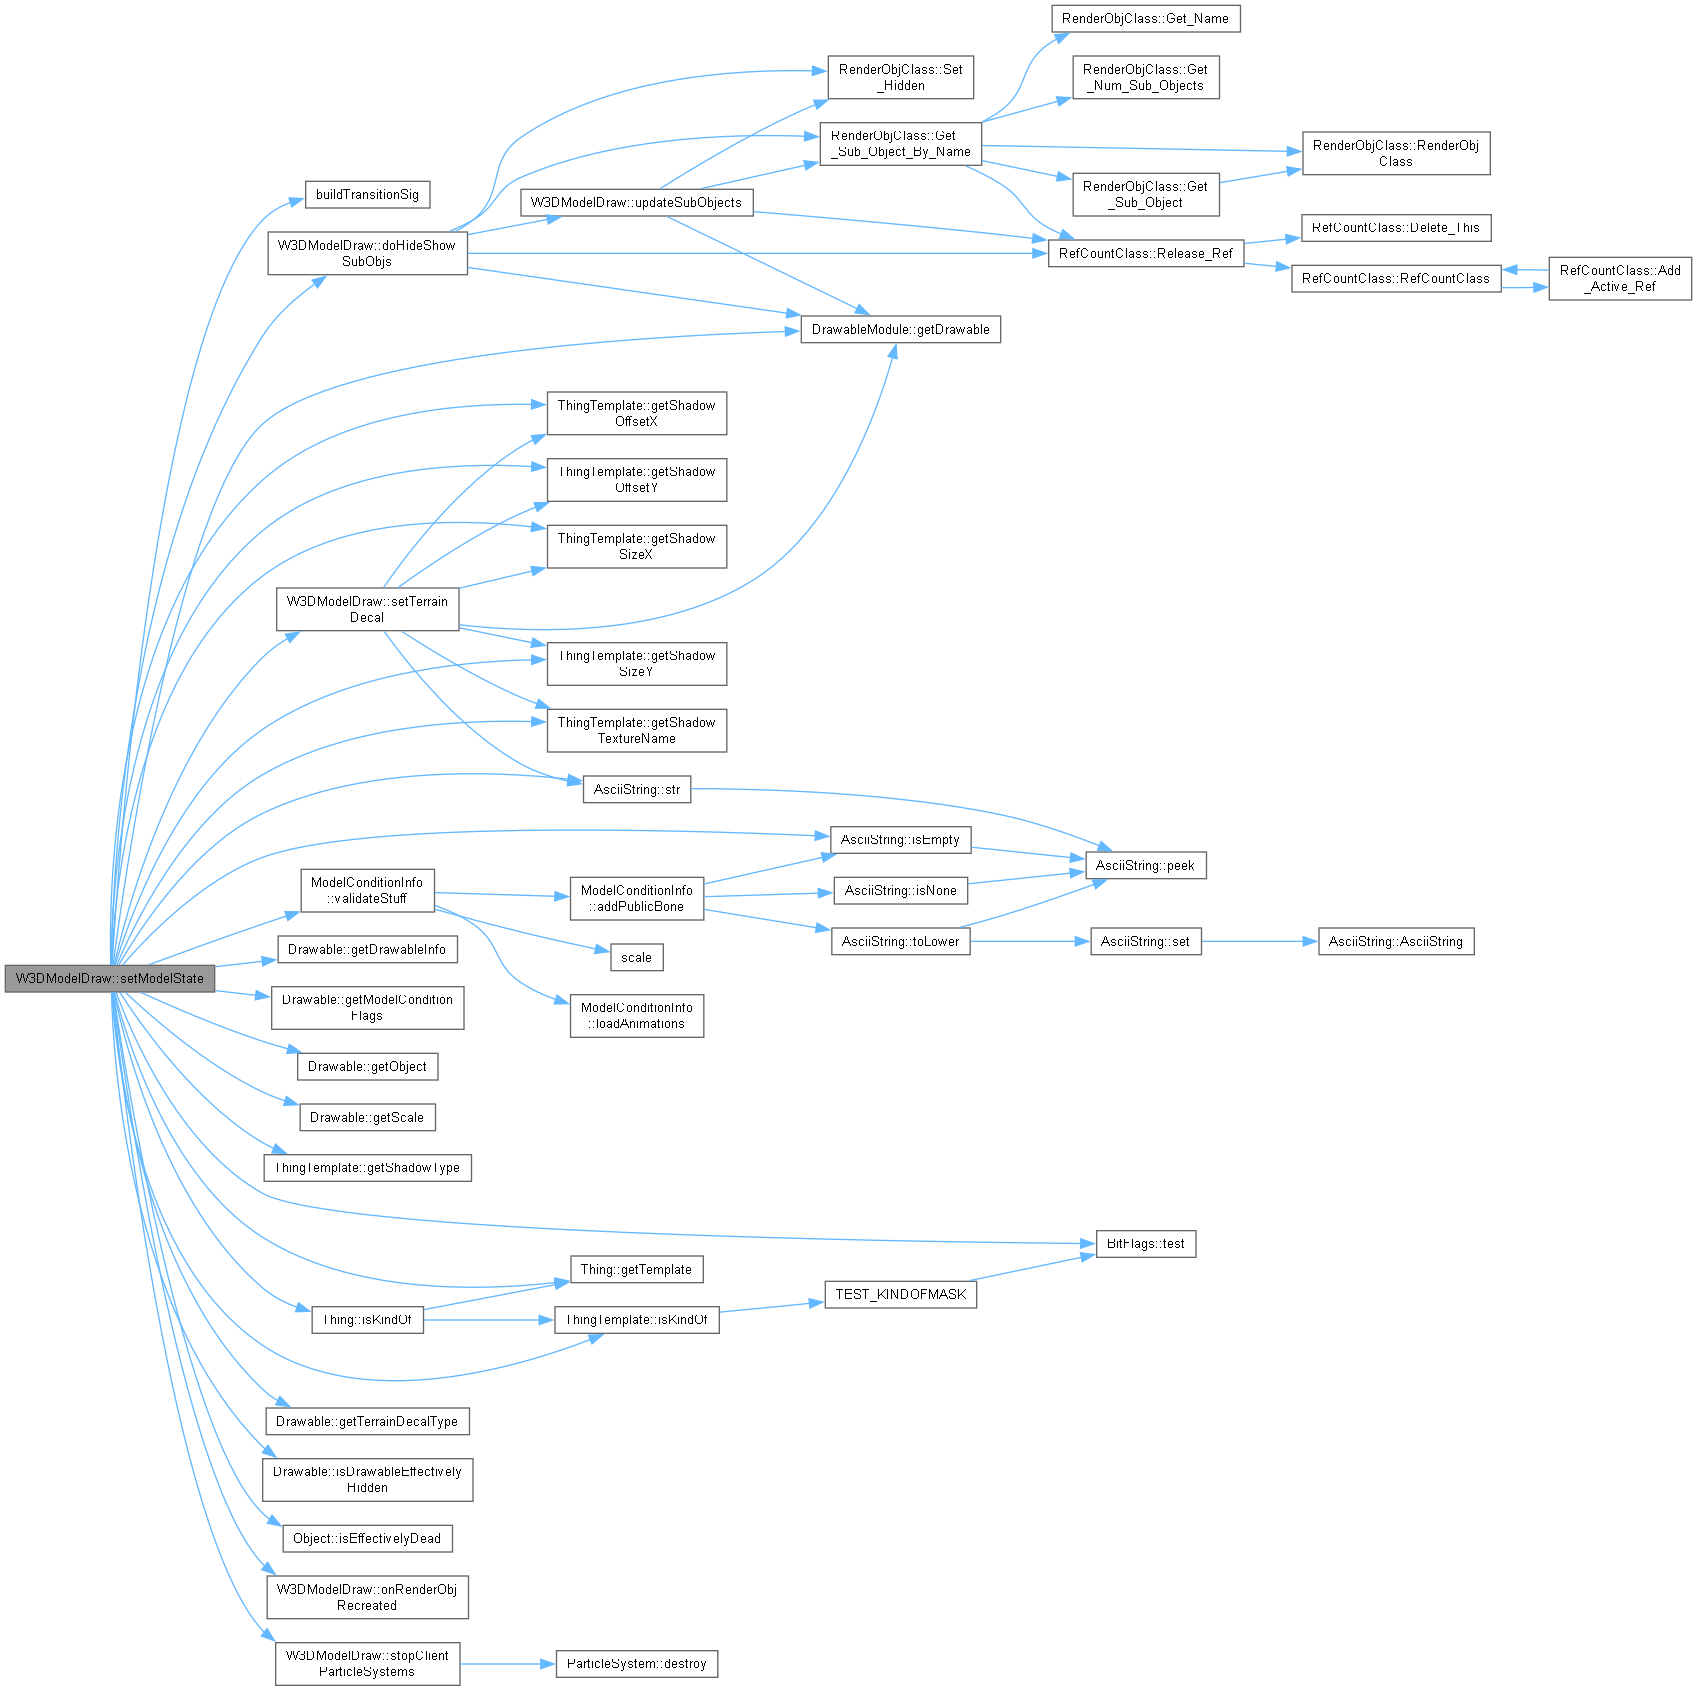 RenderObjClass::Get_Name
RenderObjClass::Set
_Hidden
RenderObjClass::Get
_Num_Sub_Objects
RenderObjClass::Get
_Sub_Object_By_Name
RenderObjClass::RenderObj
Class
buildTransitionSig
W3DModelDraw::updateSubObjects
RenderObjClass::Get
_Sub_Object
RefCountClass::Delete_This
W3DModelDraw::doHideShow
SubObjs
RefCountClass::Release_Ref
RefCountClass::RefCountClass
RefCountClass::Add
_Active_Ref
DrawableModule::getDrawable
ThingTemplate::getShadow
OffsetX
ThingTemplate::getShadow
OffsetY
ThingTemplate::getShadow
SizeX
W3DModelDraw::setTerrain
Decal
ThingTemplate::getShadow
SizeY
ThingTemplate::getShadow
TextureName
AsciiString::str
AsciiString::isEmpty
AsciiString::peek
ModelConditionInfo
::validateStuff
ModelConditionInfo
::addPublicBone
AsciiString::isNone
AsciiString::toLower
AsciiString::set
AsciiString::AsciiString
Drawable::getDrawableInfo
scale
W3DModelDraw::setModelState
Drawable::getModelCondition
Flags
ModelConditionInfo
::loadAnimations
Drawable::getObject
Drawable::getScale
ThingTemplate::getShadowType
BitFlags::test
Thing::getTemplate
TEST_KINDOFMASK
Thing::isKindOf
ThingTemplate::isKindOf
Drawable::getTerrainDecalType
Drawable::isDrawableEffectively
Hidden
Object::isEffectivelyDead
W3DModelDraw::onRenderObj
Recreated
W3DModelDraw::stopClient
ParticleSystems
ParticleSystem::destroy